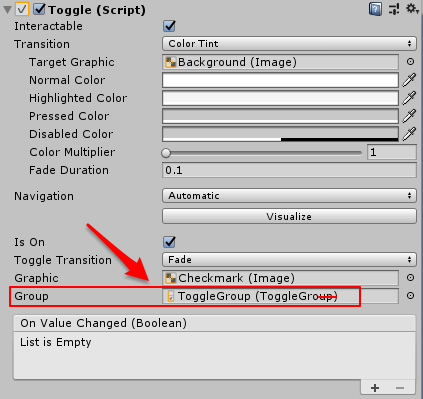 Toggle (Script)
Interactable
Transition Color Tint
Target Graphic Background (Image)
Normal Color
Highlighted Color
Pressed Color
Disabled Color
Color Multiplier 1
Fade Duration 0.1
Navigation Automatic
Visualize
Is On
Toggle Transition Fade
Graphic Checkmark (Image)
Group ToggleGroup (ToggleGroup)
On Value Changed (Boolean)
List is Empty